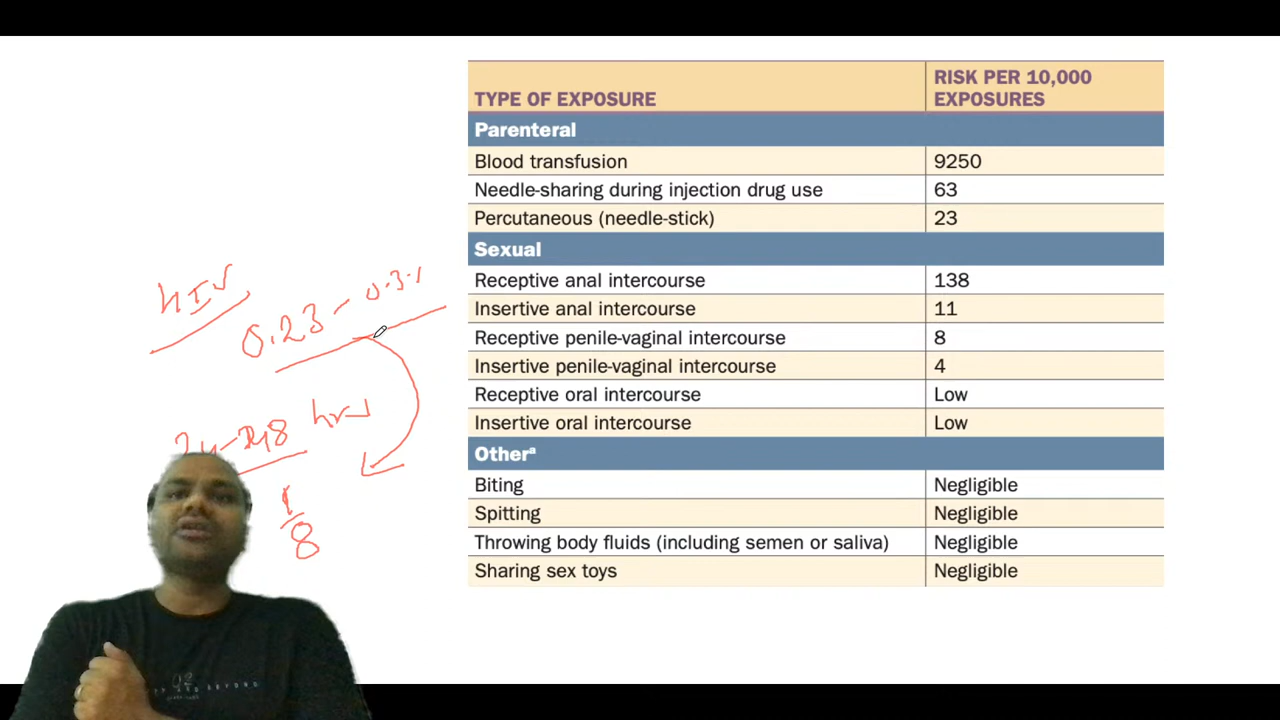 TYPE OF EXPOSURE
RISK PER 10,000 EXPOSURES
Parenteral
Blood transfusion 9250
Needle-sharing during injection drug use 63
Percutaneous (needle-stick) 23
Sexual
Receptive anal intercourse 138
Insertive anal intercourse 11
Receptive penile-vaginal intercourse 8
Insertive penile-vaginal intercourse 4
Receptive oral intercourse Low
Insertive oral intercourse Low
Otherª
Biting Negligible
Spitting Negligible
Throwing body fluids (including semen or saliva) Negligible
Sharing sex toys Negligible
HIV
0.23 –
hrs
1
8